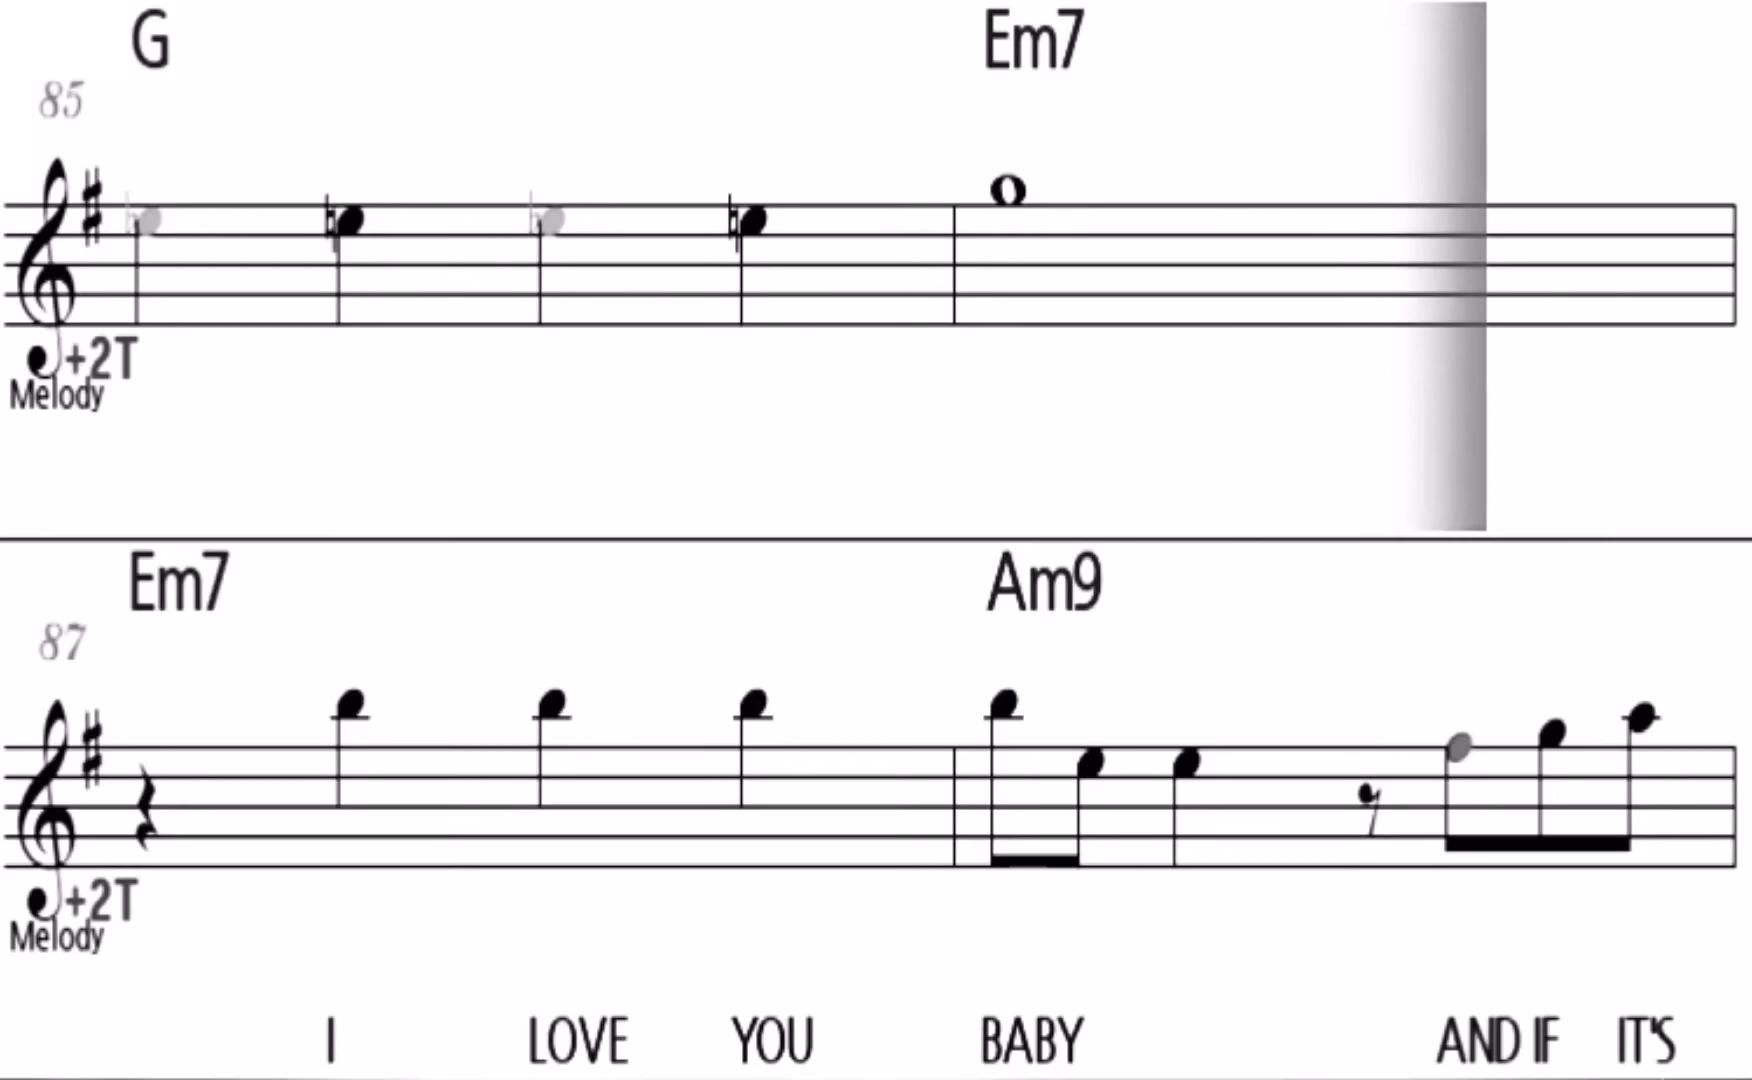 G Em7
85
+2T
Melody
Em7 Am9
87
+2T
Melody
I LOVE YOU BABY AND IF IT'S